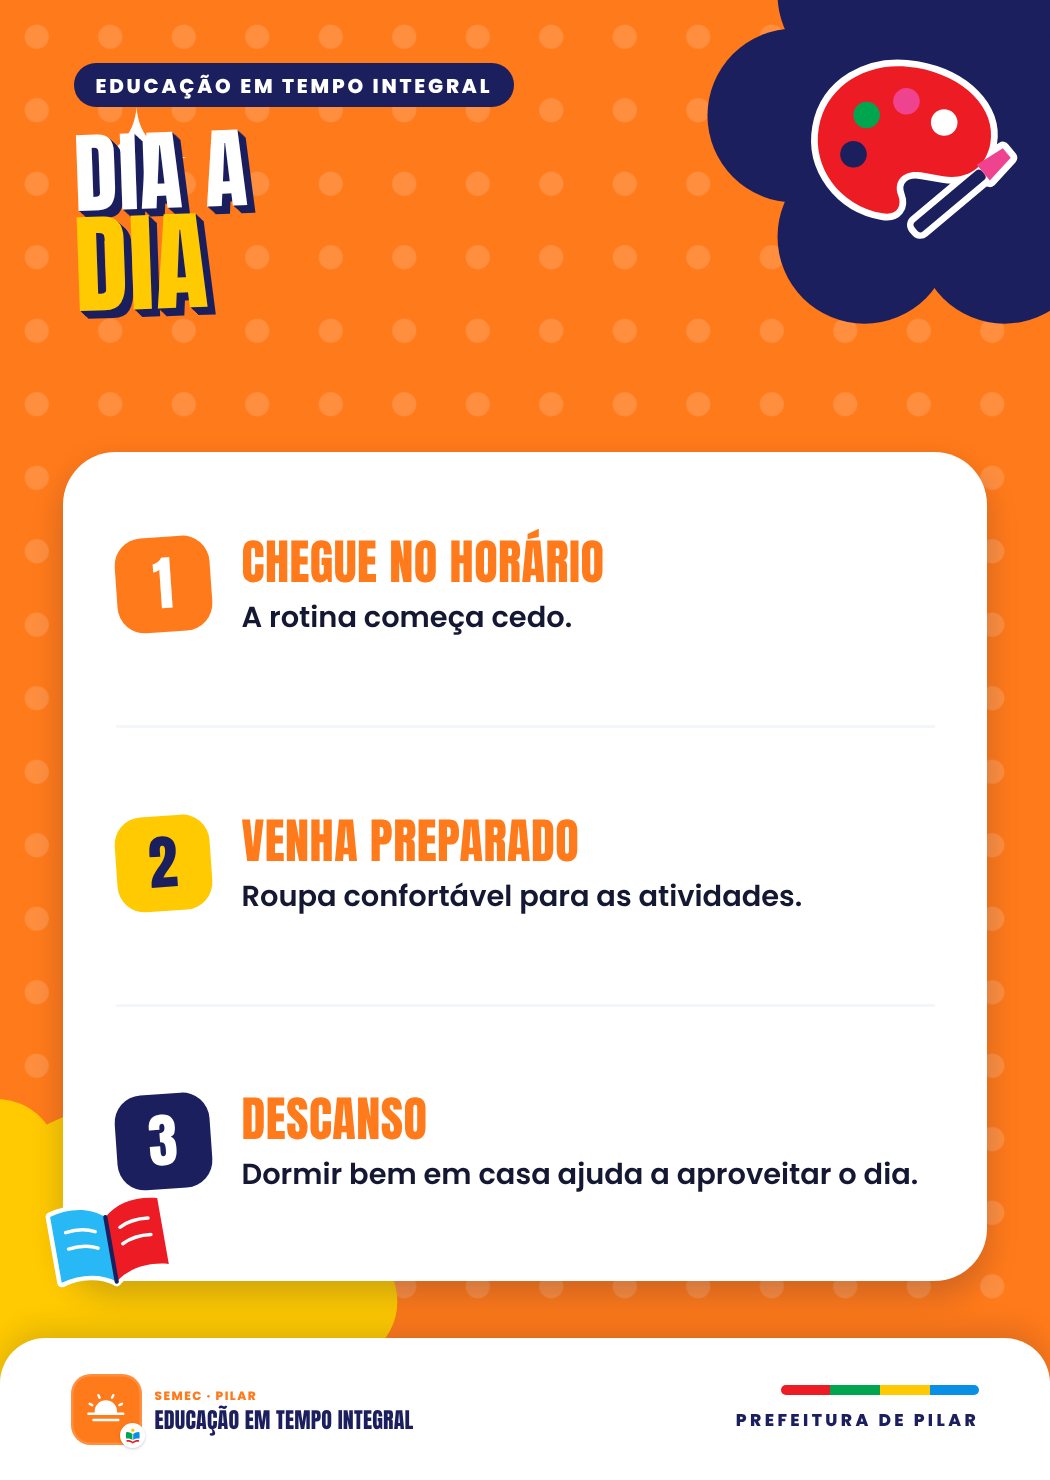 EDUCAÇÃO EM TEMPO INTEGRAL
DIA A
DIA
1
CHEGUE NO HORÁRIO
A rotina começa cedo.
2
VENHA PREPARADO
Roupa confortável para as atividades.
3
DESCANSO
Dormir bem em casa ajuda a aproveitar o dia.
SEMEC · PILAR
EDUCAÇÃO EM TEMPO INTEGRAL
PREFEITURA DE PILAR